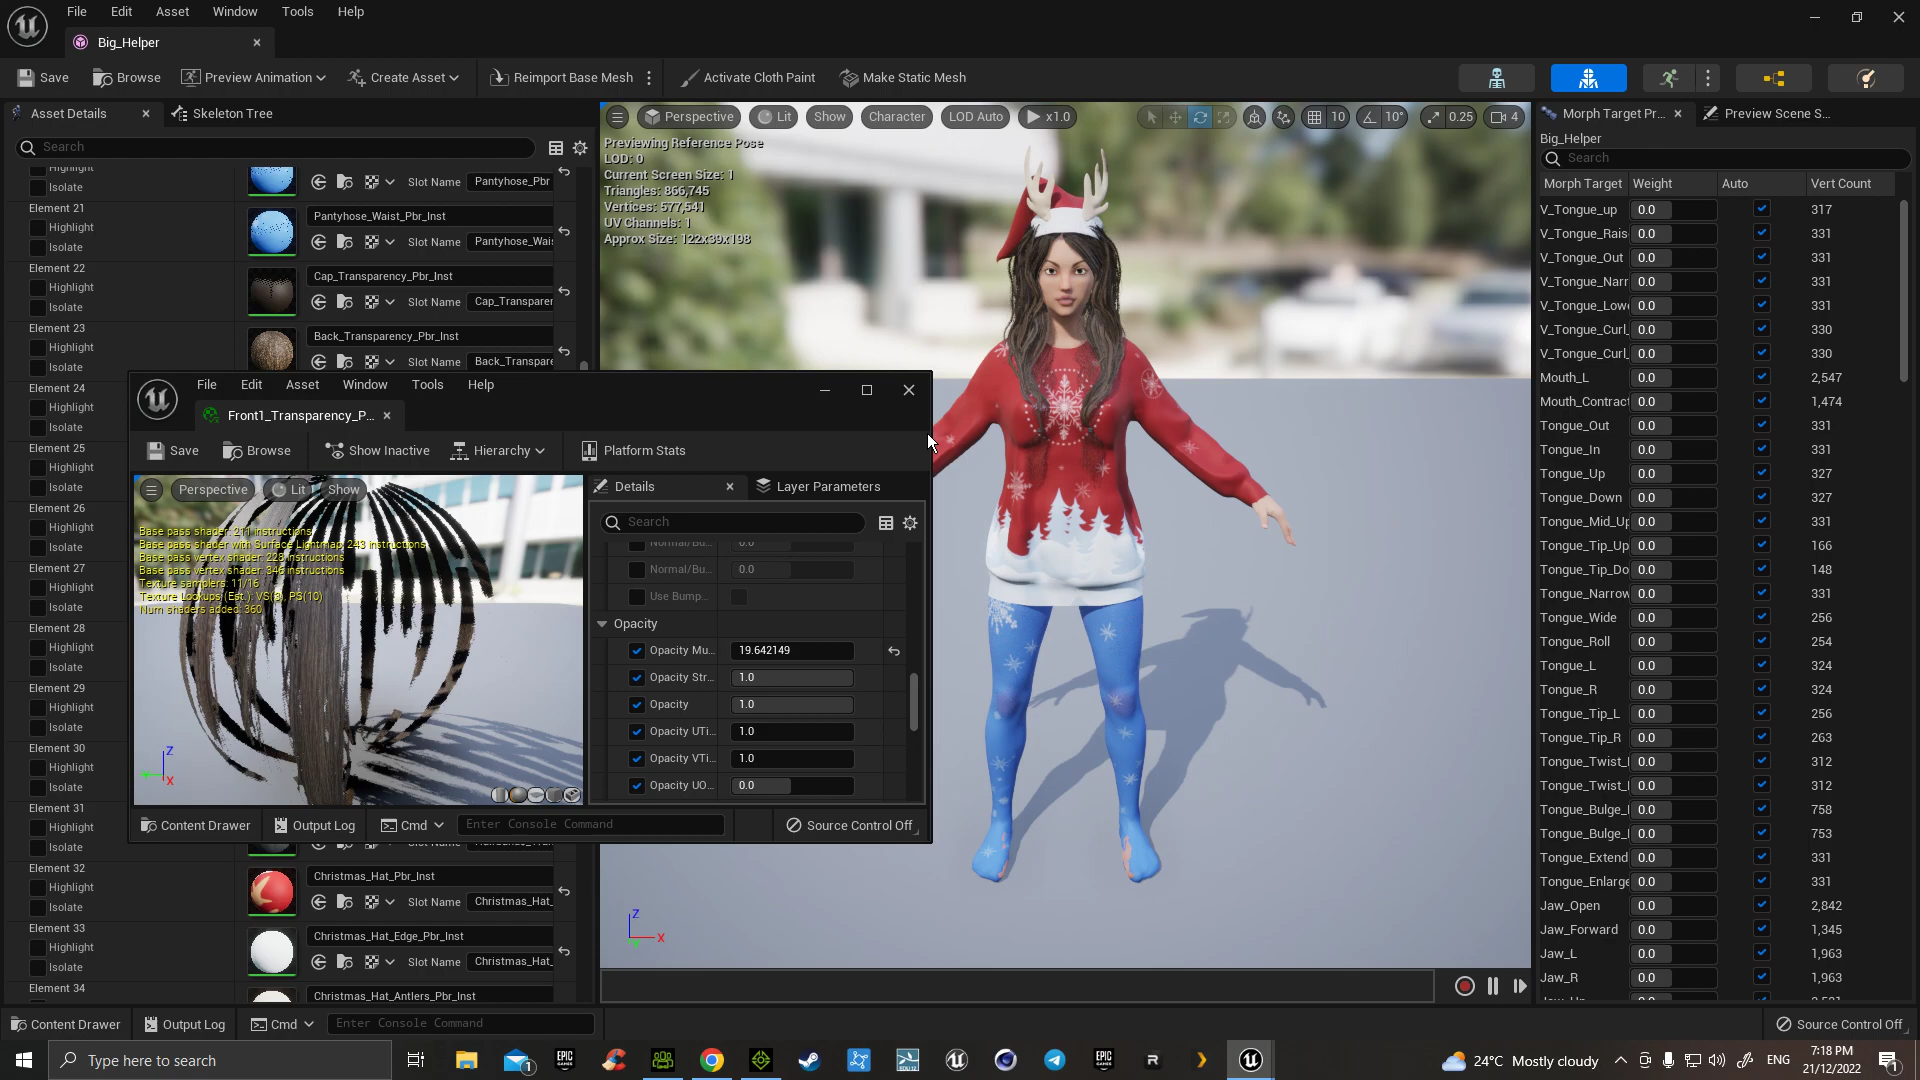 File Edit Asset Window Tools Help
Big_Helper
Save Browse Preview Animation Create Asset Reimport Base Mesh Activate Cloth Paint Make Static Mesh
Asset Details Skeleton Tree
Search
Highlight
Isolate
Slot Name Pantyhose_Pbr
Element 21
Highlight
Isolate
Pantyhose_Waist_Pbr_Inst
Slot Name Pantyhose_Wai
Element 22
Highlight
Isolate
Cap_Transparency_Pbr_Inst
Slot Name Cap_Transparer
Element 23
Highlight
Isolate
Back_Transparency_Pbr_Inst
Slot Name Back_Transpare
Element 24
Highlight
Isolate
Element 25
Highlight
Isolate
Element 26
Highlight
Isolate
Element 27
Highlight
Isolate
Element 28
Highlight
Isolate
Element 29
Highlight
Isolate
Element 30
Highlight
Isolate
Element 31
Highlight
Isolate
Element 32
Highlight
Isolate
Christmas_Hat_Pbr_Inst
Slot Name Christmas_Hat_
Element 33
Highlight
Isolate
Christmas_Hat_Edge_Pbr_Inst
Slot Name Christmas_Hat_
Element 34
Christmas_Hat_Antlers_Pbr_Inst
File Edit Asset Window Tools Help
Front1_Transparency_P...
Save Browse Show Inactive Hierarchy Platform Stats
Perspective Lit Show
Base pass shader: 211 instructions
Base pass shader with Surface Lightmap: 243 instructions
Base pass vertex shader: 228 instructions
Base pass vertex shader: 346 instructions
Texture samplers: 11/16
Texture Lookups (Est.): VS(3), PS(10)
Num shaders added: 360
Z
X
Details Layer Parameters
Search
Normal/Bu... 0.0
Normal/Bu... 0.0
Use Bump...
Opacity
Opacity Mu... 19.642149
Opacity Str... 1.0
Opacity 1.0
Opacity UTi... 1.0
Opacity VTi... 1.0
Opacity UO... 0.0
Content Drawer Output Log Cmd Enter Console Command Source Control Off
Perspective Lit Show Character LOD Auto x1.0 10 10° 0.25 4
Previewing Reference Pose
LOD: 0
Current Screen Size: 1
Triangles: 866,745
Vertices: 577,541
UV Channels: 1
Approx Size: 122x39x198
Z
X
Morph Target Pr... Preview Scene S...
Big_Helper
Search
Morph Target Weight Auto Vert Count
V_Tongue_up 0.0 317
V_Tongue_Rais 0.0 331
V_Tongue_Out 0.0 331
V_Tongue_Narr 0.0 331
V_Tongue_Low 0.0 331
V_Tongue_Curl_ 0.0 330
V_Tongue_Curl_ 0.0 330
Mouth_L 0.0 2,547
Mouth_Contract 0.0 1,474
Tongue_Out 0.0 331
Tongue_In 0.0 331
Tongue_Up 0.0 327
Tongue_Down 0.0 327
Tongue_Mid_Up 0.0 331
Tongue_Tip_Up 0.0 166
Tongue_Tip_Do 0.0 148
Tongue_Narrow 0.0 331
Tongue_Wide 0.0 256
Tongue_Roll 0.0 254
Tongue_L 0.0 324
Tongue_R 0.0 324
Tongue_Tip_L 0.0 256
Tongue_Tip_R 0.0 263
Tongue_Twist_ 0.0 312
Tongue_Twist_ 0.0 312
Tongue_Bulge_ 0.0 758
Tongue_Bulge_ 0.0 753
Tongue_Extend 0.0 331
Tongue_Enlarge 0.0 331
Jaw_Open 0.0 2,842
Jaw_Forward 0.0 1,345
Jaw_L 0.0 1,963
Jaw_R 0.0 1,963
Content Drawer Output Log Cmd Enter Console Command Source Control Off
Type here to search
24°C Mostly cloudy ENG
7:18 PM
21/12/2022